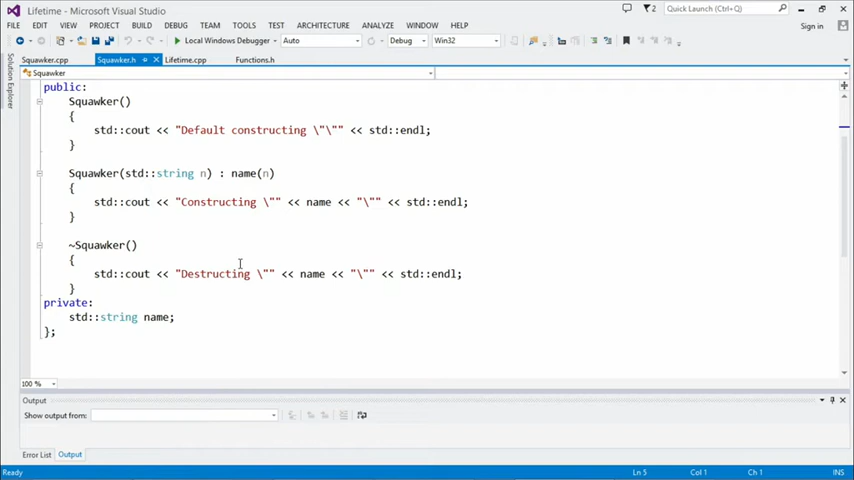 Lifetime - Microsoft Visual Studio
2
Quick Launch (Ctrl+Q)
FILE EDIT VIEW PROJECT BUILD DEBUG TEAM TOOLS TEST ARCHITECTURE ANALYZE WINDOW HELP
Sign in
Local Windows Debugger Auto Debug Win32
Solution Explorer
Squawker.cpp Squawker.h Lifetime.cpp Functions.h
Squawker
public:
Squawker()
{
std::cout << "Default constructing \"\"" << std::endl;
}
Squawker(std::string n) : name(n)
{
std::cout << "Constructing \"" << name << "\"" << std::endl;
}
~Squawker()
{
std::cout << "Destructing \"" << name << "\"" << std::endl;
}
private:
std::string name;
};
100 %
Output
Show output from:
Error List Output
Ready Ln 5 Col 1 Ch 1 INS